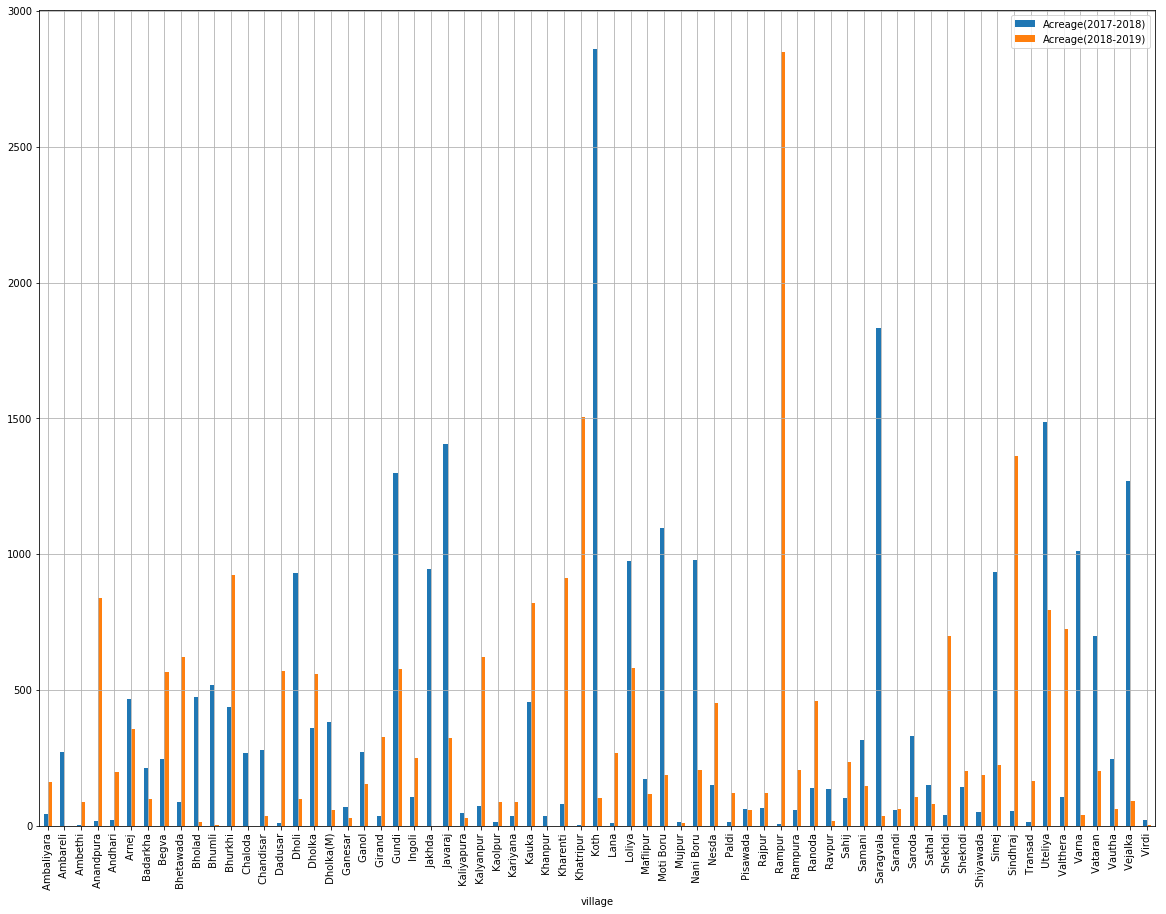 3000
2500
2000
1500
1000
500
0
Acreage(2017-2018)
Acreage(2018-2019)
Ambaliyara
Ambareli
Ambethi
Anandpura
Andhari
Arnej
Badarkha
Begva
Bhetawada
Bholad
Bhumli
Bhurkhi
Chaloda
Chandisar
Dadusar
Dholi
Dholka
Dholka(M)
Ganesar
Ganol
Girand
Gundi
Ingoli
Jakhda
Javaraj
Kaliyapura
Kalyanpur
Kaolpur
Kariyana
Kauka
Khanpur
Kharenti
Khatripur
Koth
Lana
Loliya
Maflipur
Moti Boru
Mujpur
Nani Boru
Nesda
Paldi
Pisawada
Rajpur
Rampur
Rampura
Ranoda
Ravpur
Sahij
Samani
Saragvala
Sarandi
Saroda
Sathal
Shekhdi
Shekndi
Shiyawada
Simej
Sindhraj
Transad
Uteliya
Valthera
Varna
Vataran
Vautha
Vejalka
Virdi
village